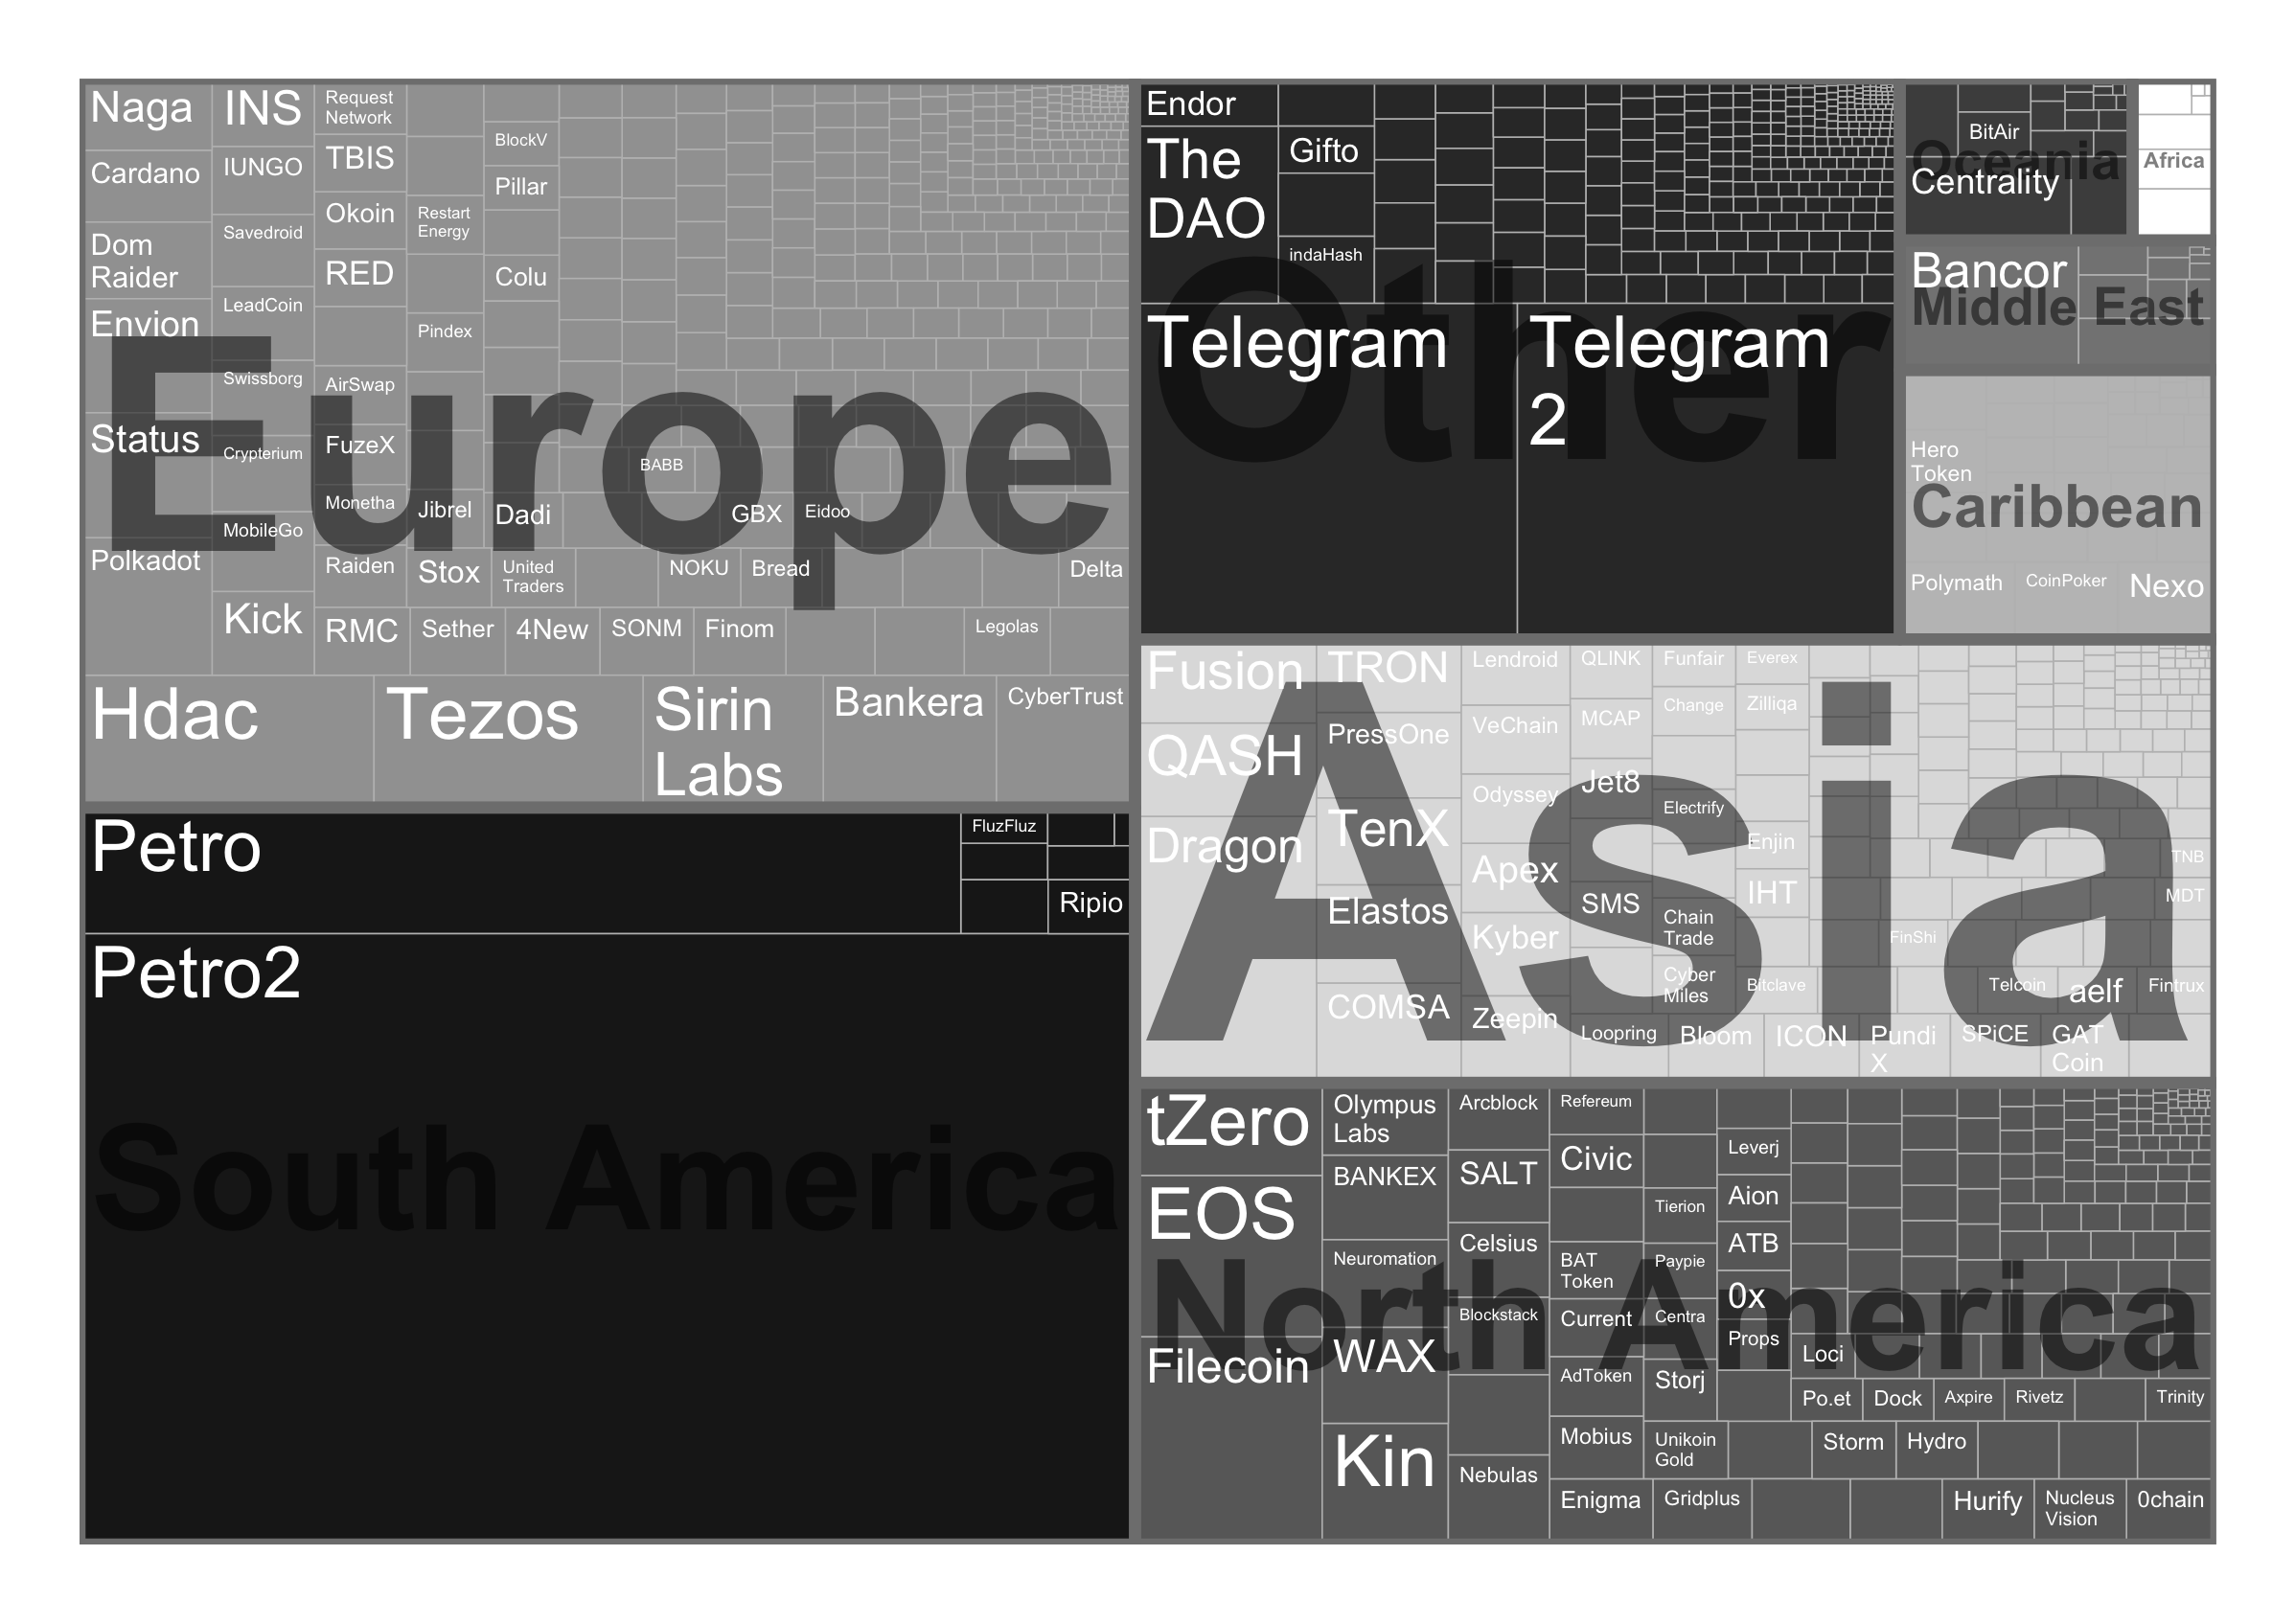 Naga
Cardano
Dom
Raider
Envion
Status
Polkadot
INS
IUNGO
Savedroid
LeadCoin
Swissborg
Crypterium
MobileGo
Kick
Request
Network
TBIS
Okoin
RED
AirSwap
FuzeX
Monetha
Raiden
RMC
Restart
Energy
Pindex
Jibrel
Stox
Sether
BlockV
Pillar
Colu
Dadi
United
Traders
4New
BABB
GBX
Eidoo
NOKU
Bread
Delta
SONM
Finom
Legolas
Hdac
Tezos
Sirin
Labs
Bankera
CyberTrust
Europe
Petro
FluzFluz
Ripio
Petro2
South America
Endor
The
DAO
Gifto
indaHash
Telegram
Telegram
2
Other
BitAir
Centrality
Oceania
Africa
Bancor
Middle East
Hero
Token
Caribbean
Polymath
CoinPoker
Nexo
Fusion
QASH
Dragon
TRON
PressOne
TenX
Elastos
COMSA
Lendroid
VeChain
Odyssey
Apex
Kyber
Zeepin
QLINK
MCAP
Jet8
SMS
Loopring
Funfair
Change
Electrify
Chain
Trade
Cyber
Miles
Bloom
Everex
Zilliqa
Enjin
IHT
Bitclave
ICON
TNB
MDT
FinShi
Telcoin
aelf
Fintrux
Pundi
X
SPiCE
GAT
Coin
Asia
tZero
EOS
Filecoin
Olympus
Labs
BANKEX
Neuromation
WAX
Kin
Arcblock
SALT
Celsius
Blockstack
Nebulas
Refereum
Civic
BAT
Token
Current
AdToken
Mobius
Enigma
Tierion
Paypie
Centra
Storj
Unikoin
Gold
Gridplus
Leverj
Aion
ATB
0x
Props
Loci
Po.et
Dock
Axpire
Rivetz
Trinity
Storm
Hydro
Hurify
Nucleus
Vision
0chain
North America